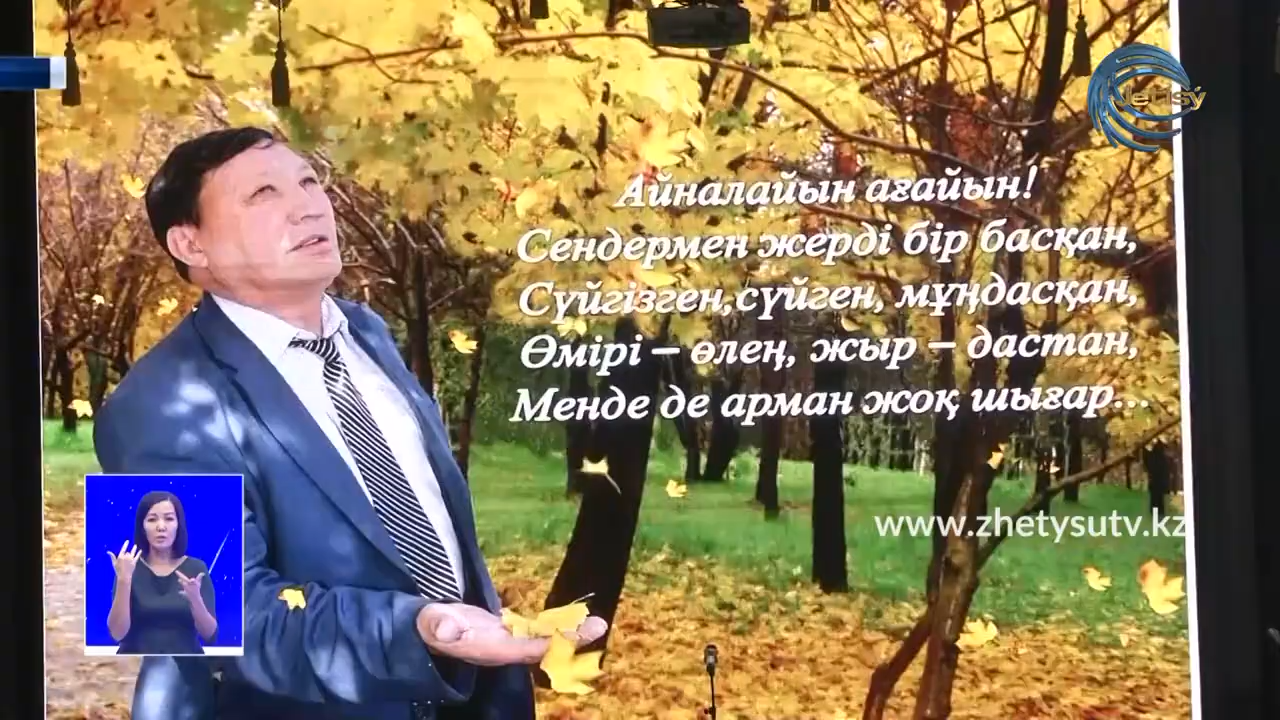 Jetisý
Айналайын ағайын!
Сендермен жерді бір басқан,
Сүйгізген,сүйген, мұңдасқан,
Өмірі – өлең, жыр – дастан,
Менде де арман жоқ шығар...
www.zhetysutv.kz